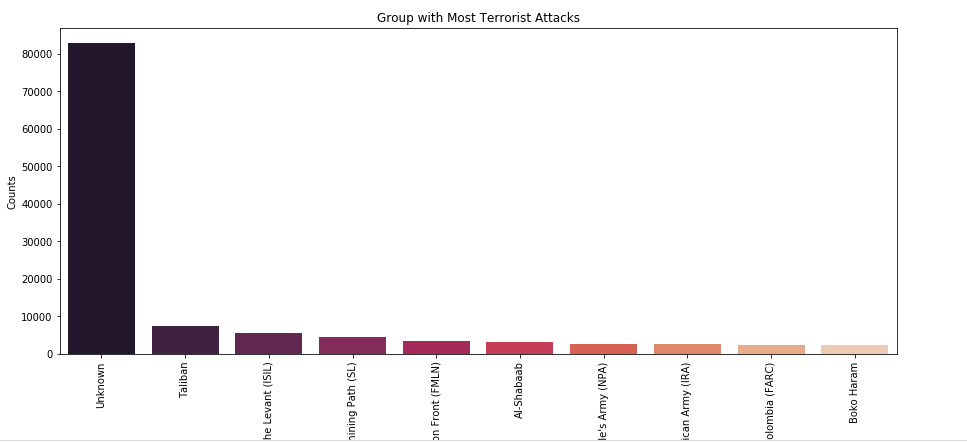 Group with Most Terrorist Attacks
Counts
80000
70000
60000
50000
40000
30000
20000
10000
0
Unknown
Taliban
he Levant (ISIL)
ining Path (SL)
on Front (FMLN)
Al-Shabaab
le's Army (NPA)
ican Army (IRA)
olombia (FARC)
Boko Haram